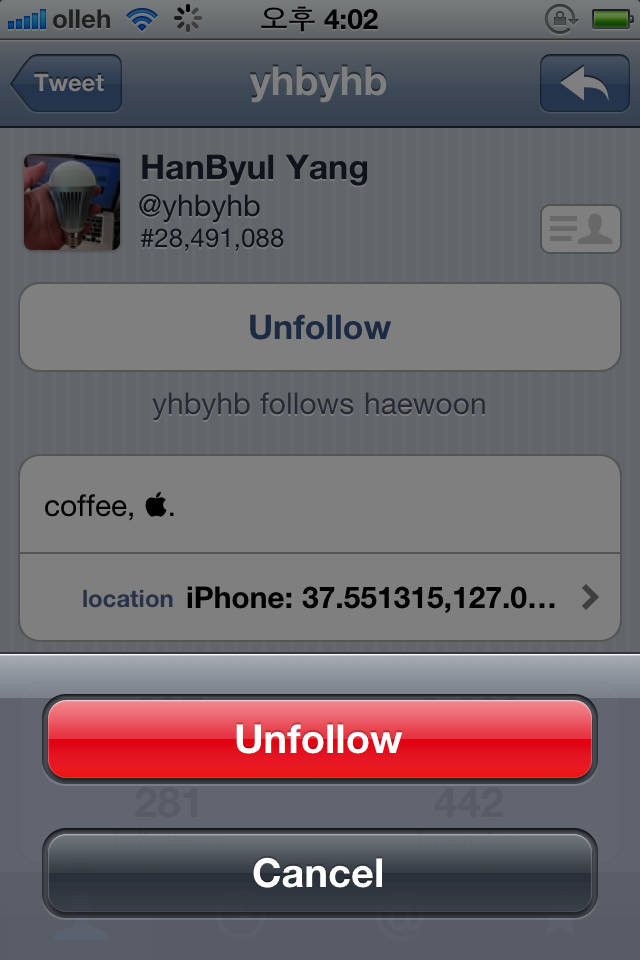 olleh 오후 4:02
Tweet yhbyhb
HanByul Yang
@yhbyhb
#28,491,088
Unfollow
yhbyhb follows haewoon
coffee, .
location iPhone: 37.551315,127.0...
Unfollow
281 442
Cancel